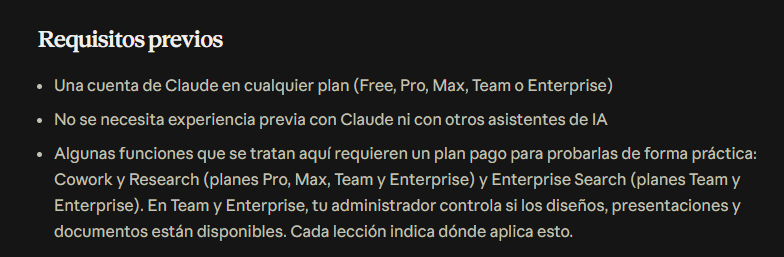 Requisitos previos
• Una cuenta de Claude en cualquier plan (Free, Pro, Max, Team o Enterprise)
• No se necesita experiencia previa con Claude ni con otros asistentes de IA
• Algunas funciones que se tratan aquí requieren un plan pago para probarlas de forma práctica:
Cowork y Research (planes Pro, Max, Team y Enterprise) y Enterprise Search (planes Team y
Enterprise). En Team y Enterprise, tu administrador controla si los diseños, presentaciones y
documentos están disponibles. Cada lección indica dónde aplica esto.